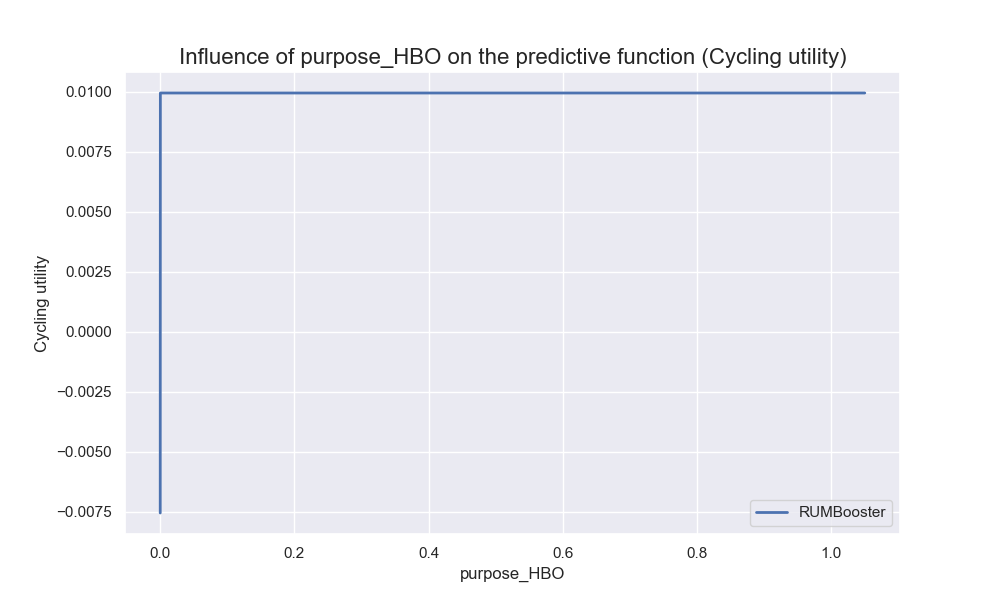 Influence of purpose_HBO on the predictive function (Cycling utility)
0.0100
0.0075
0.0050
0.0025
0.0000
−0.0025
−0.0050
−0.0075
Cycling utility
RUMBooster
0.0 0.2 0.4 0.6 0.8 1.0
purpose_HBO